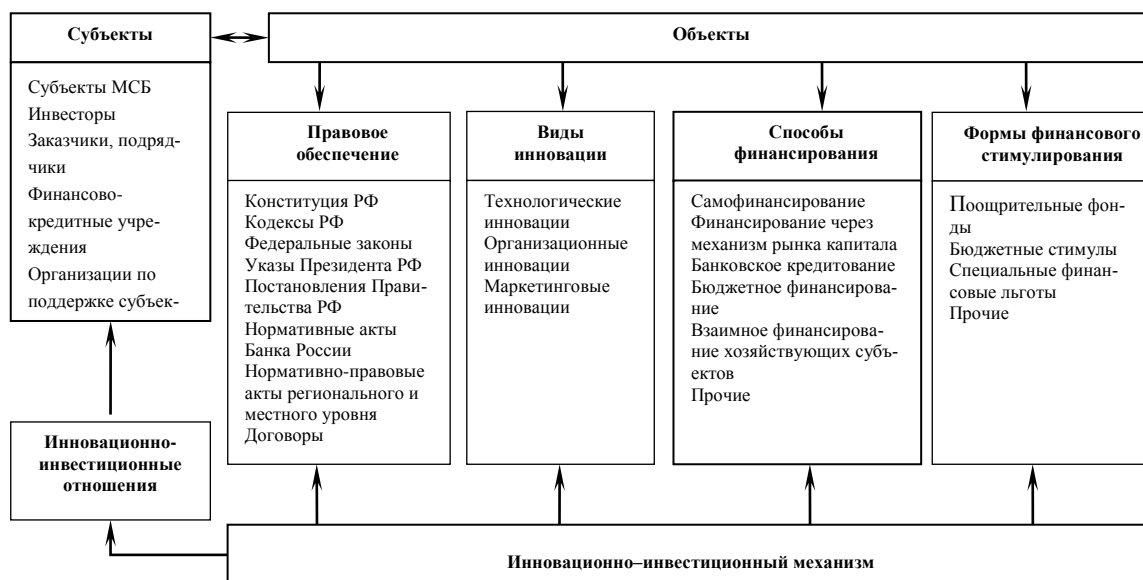 Субъекты
Субъекты МСБ
Инвесторы
Заказчики, подряд-
чики
Финансово-
кредитные учре-
ждения
Организации по
поддержке субъек-
Инновационно-
инвестиционные
отношения
Объекты
Правовое
обеспечение
Конституция РФ
Кодексы РФ
Федеральные законы
Указы Президента РФ
Постановления Прави-
тельства РФ
Нормативные акты
Банка России
Нормативно-правовые
акты регионального и
местного уровня
Договоры
Виды
инновации
Технологические
инновации
Организационные
инновации
Маркетинговые
инновации
Способы
финансирования
Самофинансирование
Финансирование через
механизм рынка капитала
Банковское кредитование
Бюджетное финансирова-
ние
Взаимное финансирова-
ние хозяйствующих субъ-
ектов
Прочие
Формы финансового
стимулирования
Поощрительные фон-
ды
Бюджетные стимулы
Специальные финан-
совые льготы
Прочие
Инновационно–инвестиционный механизм